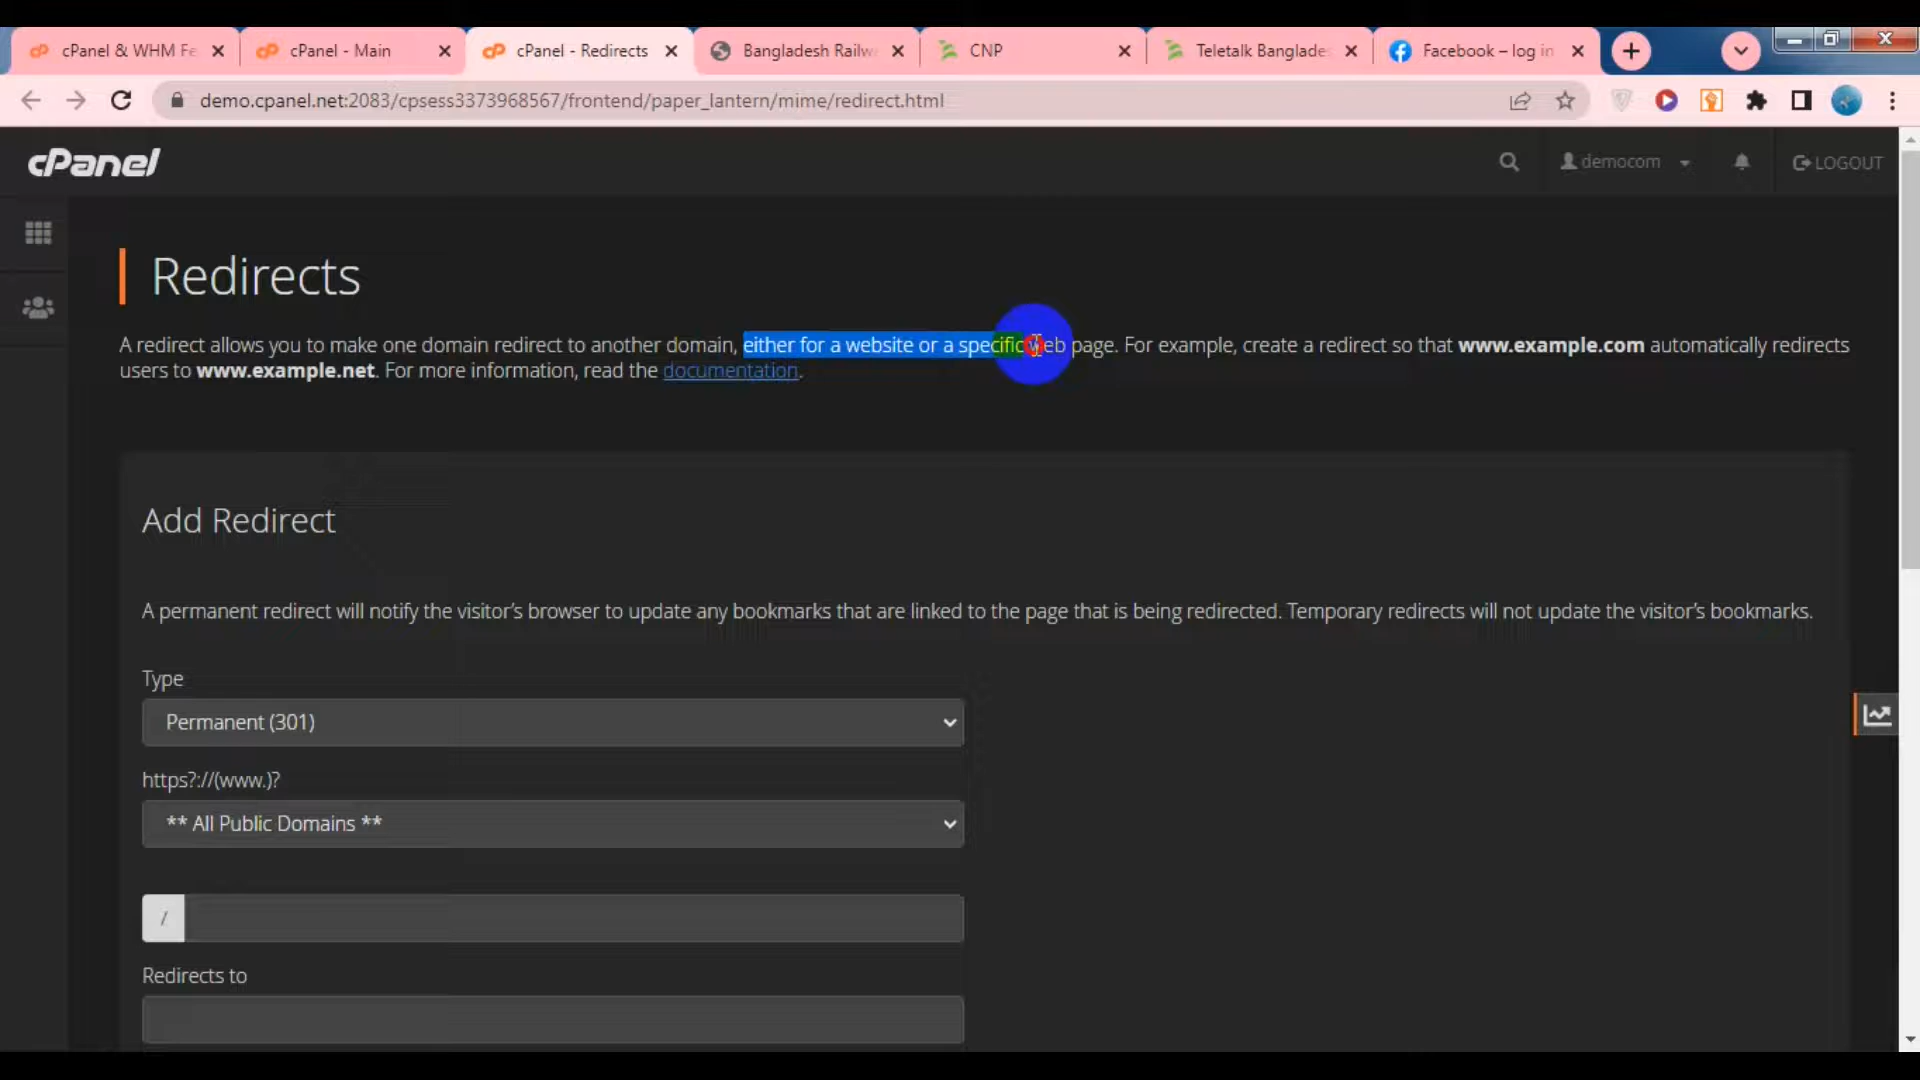 cPanel & WHM Fe
cPanel - Main
cPanel - Redirects
Bangladesh Railw
CNP
Teletalk Banglades
Facebook – log in
demo.cpanel.net:2083/cpsess3373968567/frontend/paper_lantern/mime/redirect.html
cPanel
democom
LOGOUT
Redirects
A redirect allows you to make one domain redirect to another domain, either for a website or a specific web page. For example, create a redirect so that www.example.com automatically redirects
users to www.example.net. For more information, read the documentation.
Add Redirect
A permanent redirect will notify the visitor's browser to update any bookmarks that are linked to the page that is being redirected. Temporary redirects will not update the visitor's bookmarks.
Type
Permanent (301)
https?://(www.)?
** All Public Domains **
/
Redirects to